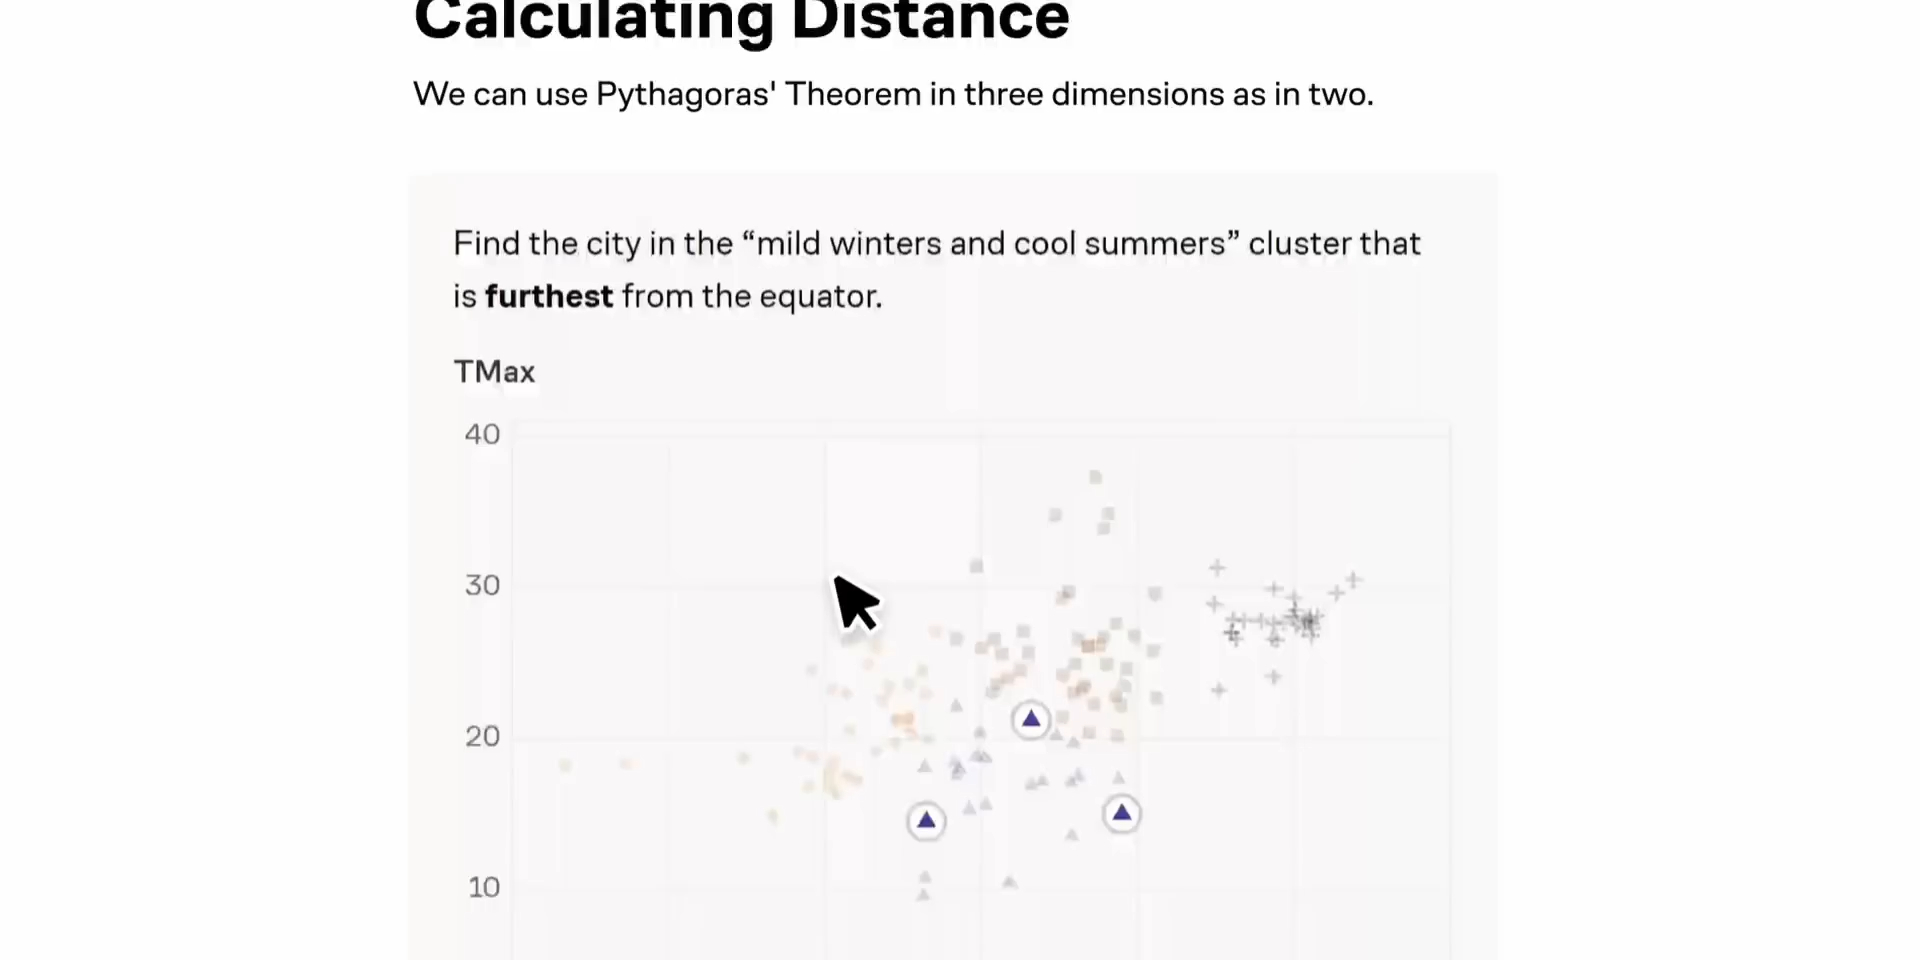 Calculating Distance
We can use Pythagoras' Theorem in three dimensions as in two.
Find the city in the “mild winters and cool summers” cluster that
is furthest from the equator.
TMax
40
30
20
10